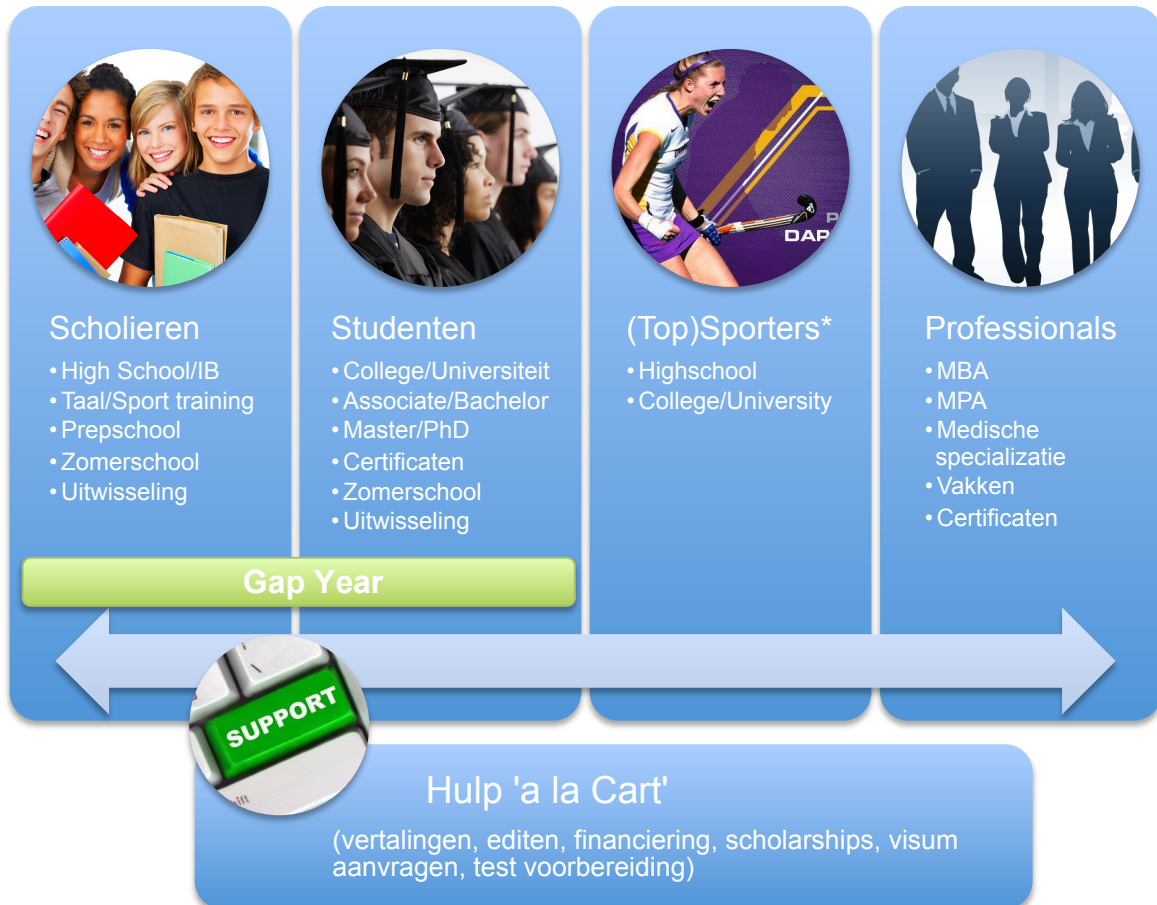 Scholieren
• High School/IB
• Taal/Sport training
• Prepschool
• Zomerschool
• Uitwisseling
Studenten
• College/Universiteit
• Associate/Bachelor
• Master/PhD
• Certificaten
• Zomerschool
• Uitwisseling
DAR
(Top)Sporters*
• Highschool
• College/University
Professionals
• MBA
• MPA
• Medische
specializatie
• Vakken
• Certificaten
Gap Year
SUPPORT
Hulp 'a la Cart'
(vertalingen, editen, financiering, scholarships, visum
aanvragen, test voorbereiding)